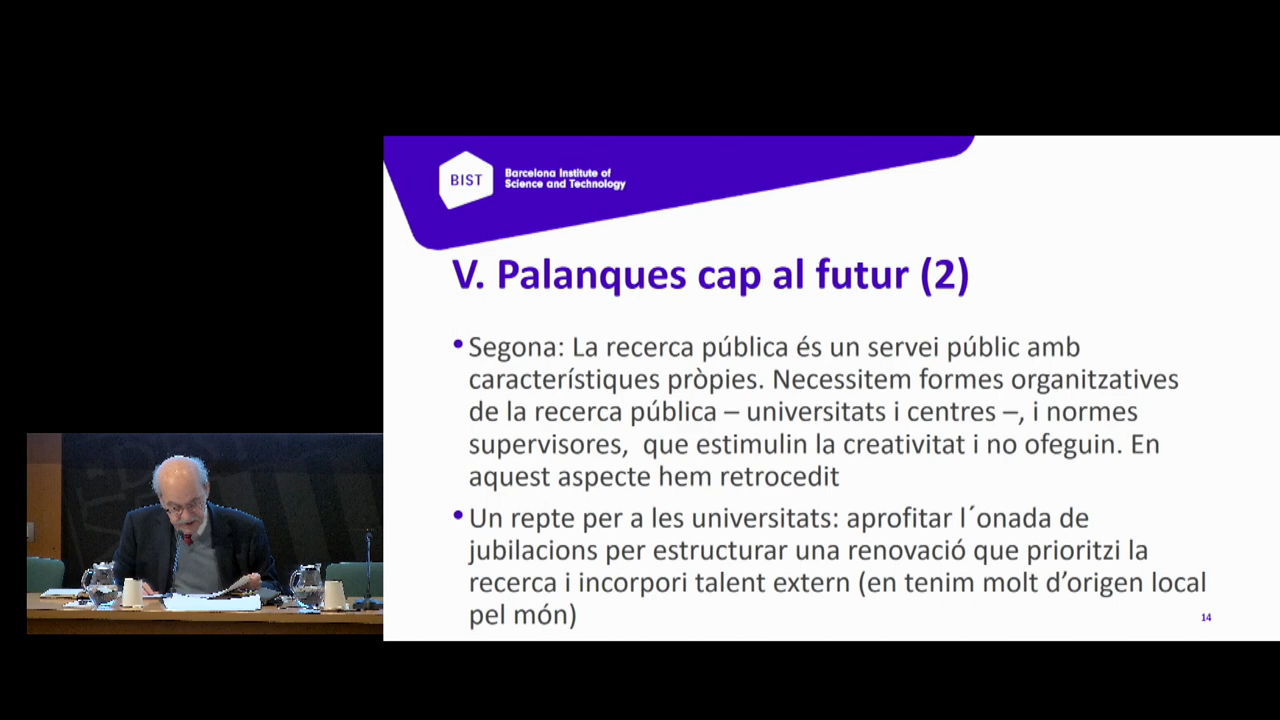 BIST
Barcelona Institute of
Science and Technology
V. Palanques cap al futur (2)
•Segona: La recerca pública és un servei públic amb
característiques pròpies. Necessitem formes organitzatives
de la recerca pública – universitats i centres –, i normes
supervisores,  que estimulin la creativitat i no ofeguin. En
aquest aspecte hem retrocedit
•Un repte per a les universitats: aprofitar l´onada de
jubilacions per estructurar una renovació que prioritzi la
recerca i incorpori talent extern (en tenim molt d’origen local
pel món)
14